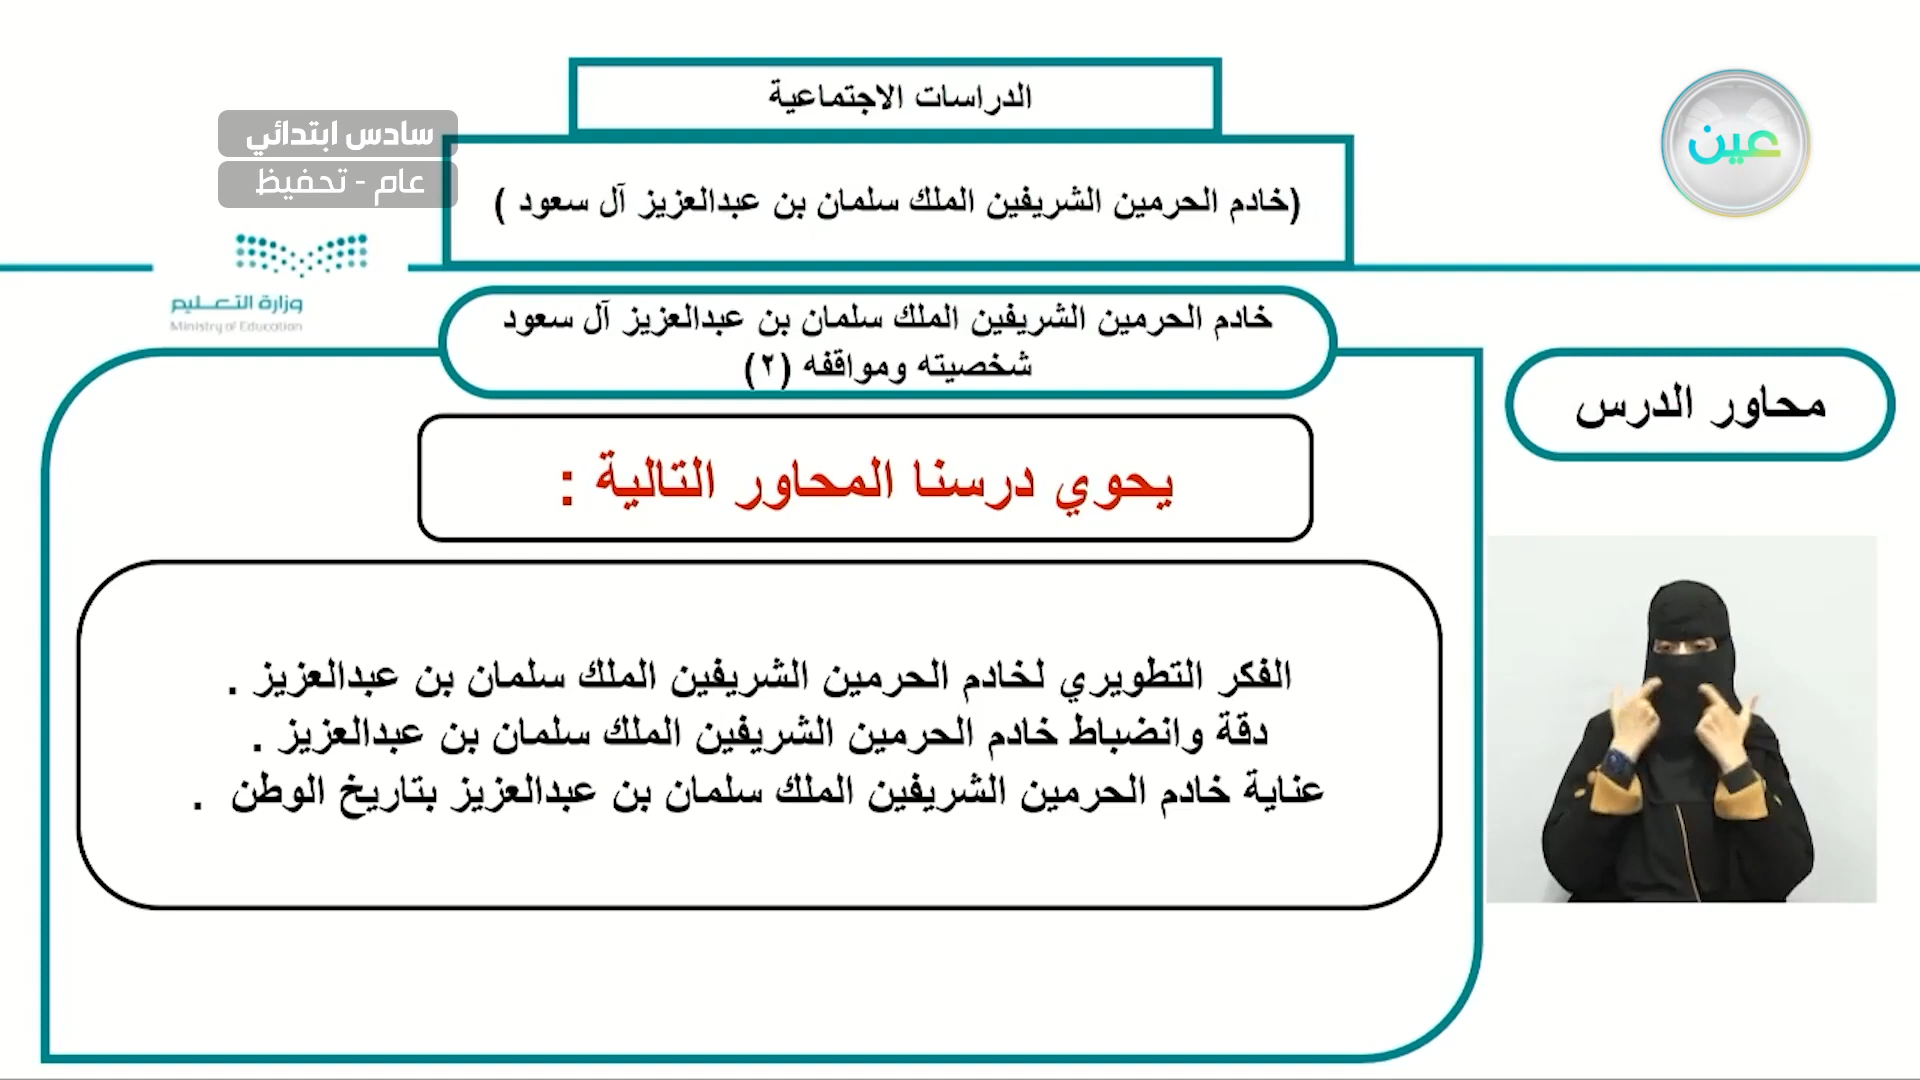 الدراسات الاجتماعية
عين
سادس ابتدائي
عام - تحفيظ
(خادم الحرمين الشريفين الملك سلمان بن عبدالعزيز آل سعود )
وزارة التعـــليم
Ministry of Education
خادم الحرمين الشريفين الملك سلمان بن عبدالعزيز آل سعود
شخصيته ومواقفه (٢)
محاور الدرس
يحوي درسنا المحاور التالية :
الفكر التطويري لخادم الحرمين الشريفين الملك سلمان بن عبدالعزيز .
دقة وانضباط خادم الحرمين الشريفين الملك سلمان بن عبدالعزيز .
عناية خادم الحرمين الشريفين الملك سلمان بن عبدالعزيز بتاريخ الوطن .